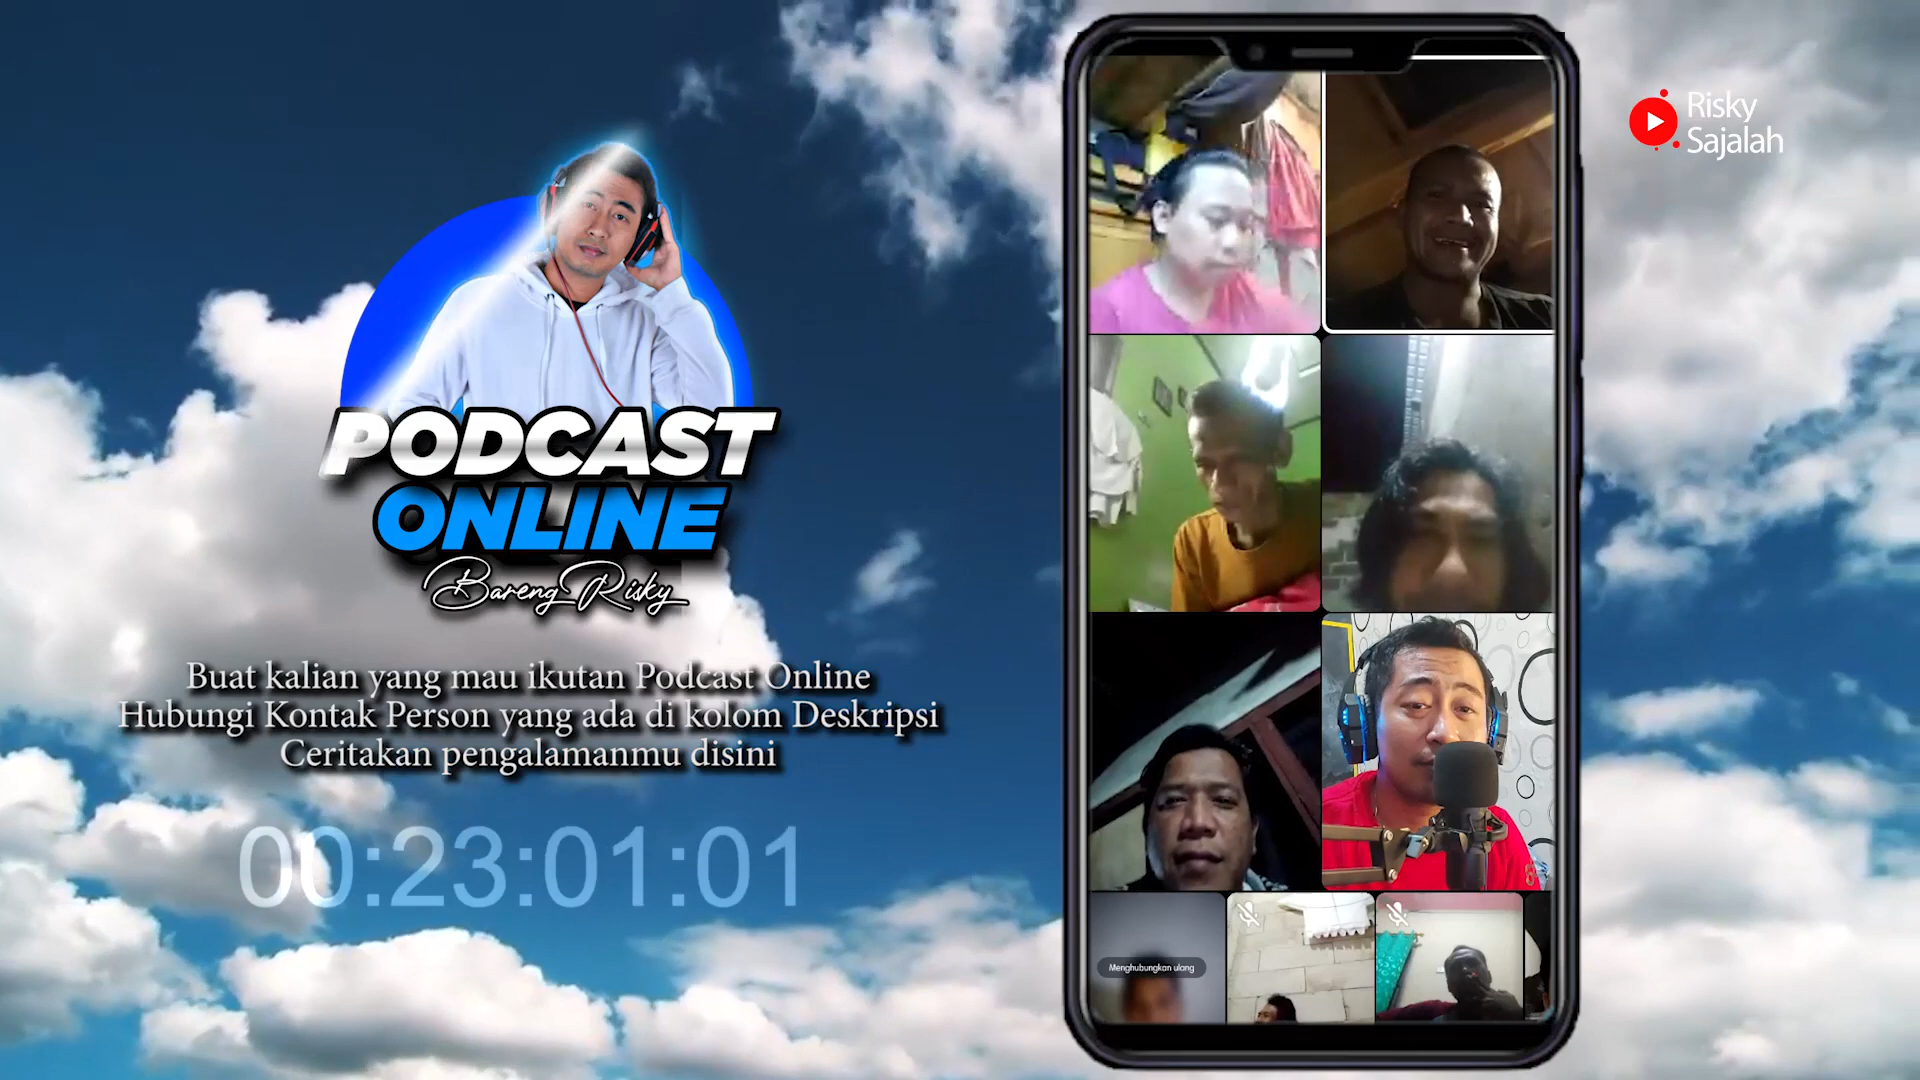 Risky
Sajalah
PODCAST
ONLINE
Bareng Risky
Buat kalian yang mau ikutan Podcast Online
Hubungi Kontak Person yang ada di kolom Deskripsi
Ceritakan pengalamanmu disini
00:23:01:01
Menghubungkan ulang